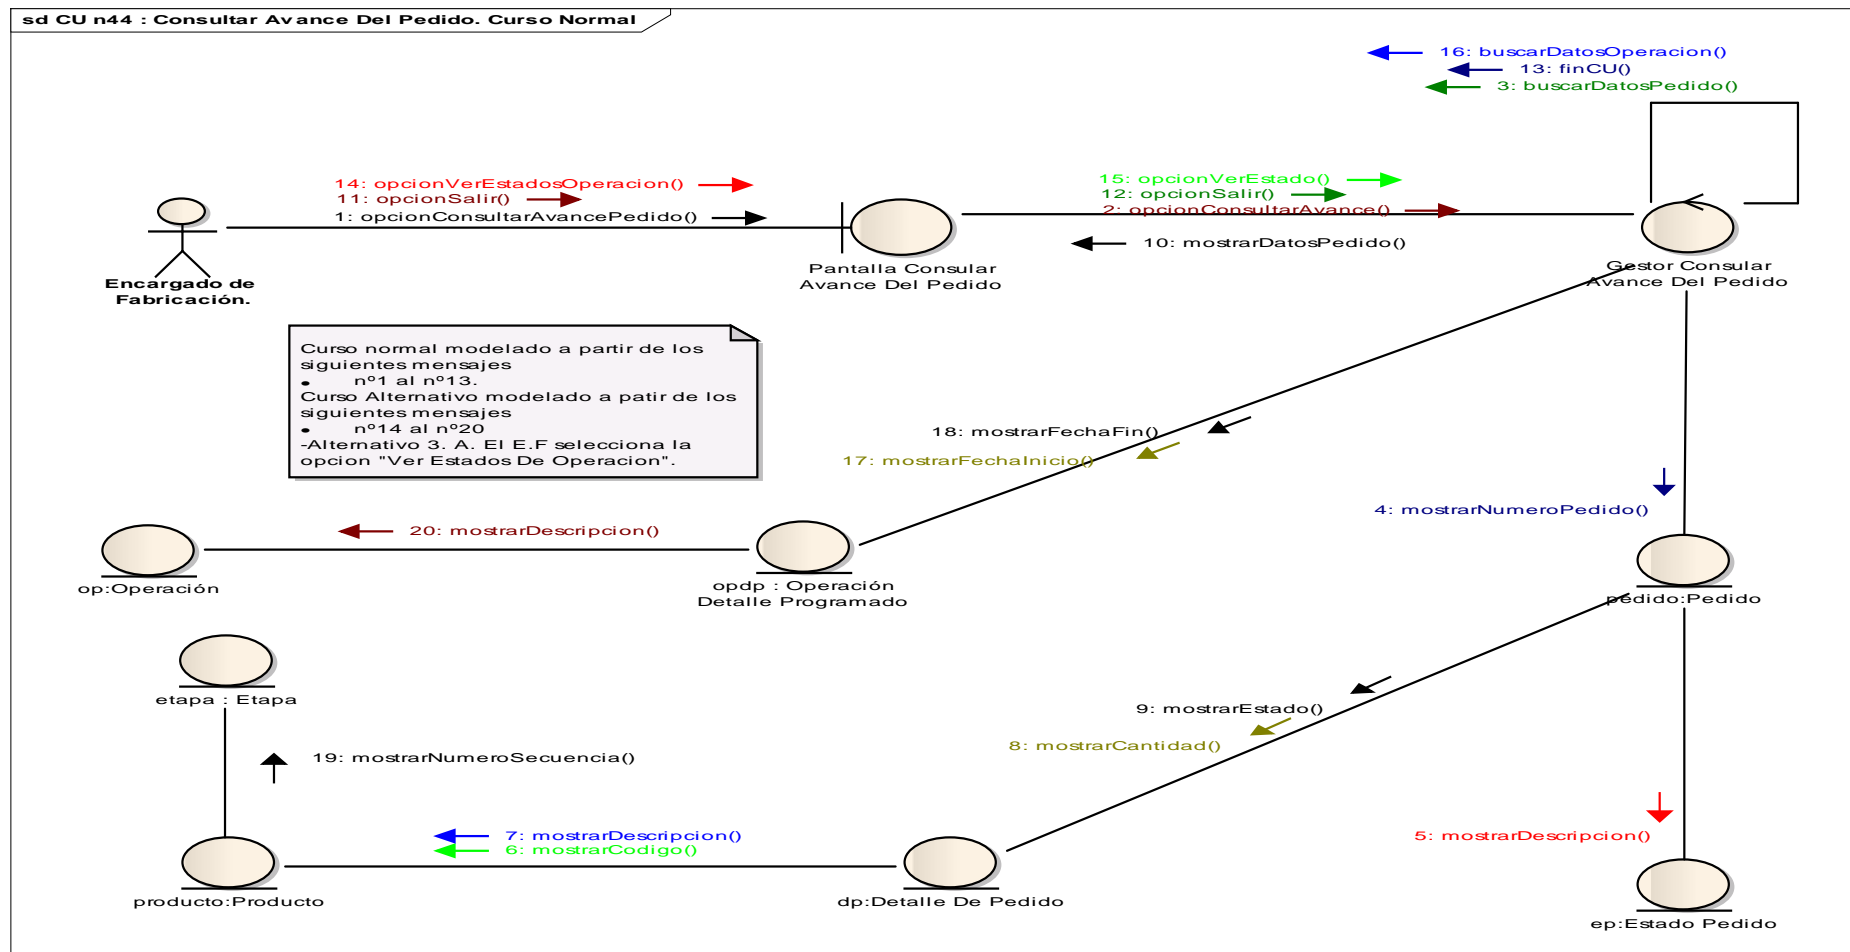 sd CU n44 : Consultar Avance Del Pedido. Curso Normal
16: buscarDatosOperacion()
13: finCU()
3: buscarDatosPedido()
14: opcionVerEstadosOperacion()
11: opcionSalir()
1: opcionConsultarAvancePedido()
15: opcionVerEstado()
12: opcionSalir()
2: opcionConsultarAvance()
10: mostrarDatosPedido()
Encargado de
Fabricación.
Pantalla Consular
Avance Del Pedido
Gestor Consular
Avance Del Pedido
Curso normal modelado a partir de los
siguientes mensajes
• nº1 al nº13.
Curso Alternativo modelado a patir de los
siguientes mensajes
• nº14 al nº20
-Alternativo 3. A. El E.F selecciona la
opcion "Ver Estados De Operacion".
18: mostrarFechaFin()
17: mostrarFechaInicio()
4: mostrarNumeroPedido()
20: mostrarDescripcion()
op:Operación
opdp : Operación
Detalle Programado
pedido:Pedido
etapa : Etapa
9: mostrarEstado()
8: mostrarCantidad()
19: mostrarNumeroSecuencia()
7: mostrarDescripcion()
6: mostrarCodigo()
5: mostrarDescripcion()
producto:Producto
dp:Detalle De Pedido
ep:Estado Pedido